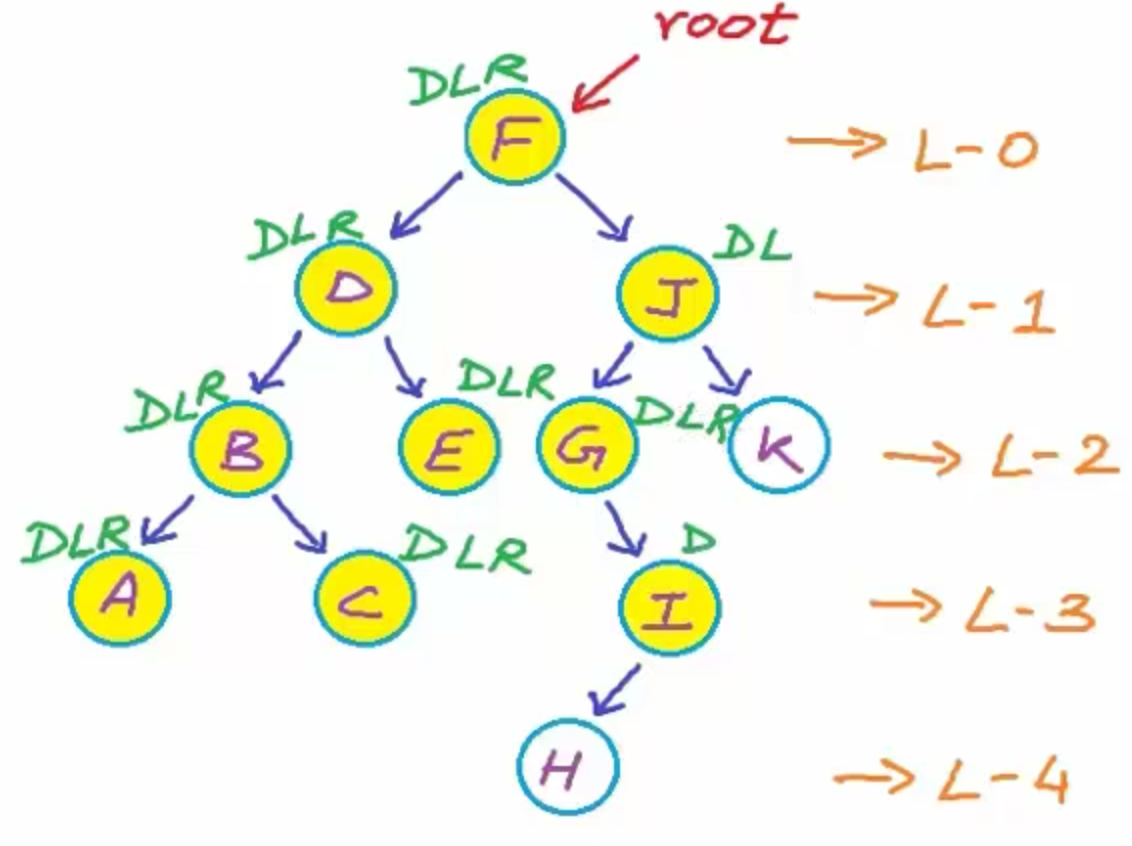 root
DLR
F → L-0
DLR DL
D J → L-1
DLR DLR DLR
B E G K → L-2
DLR DLR D
A C I → L-3
H → L-4